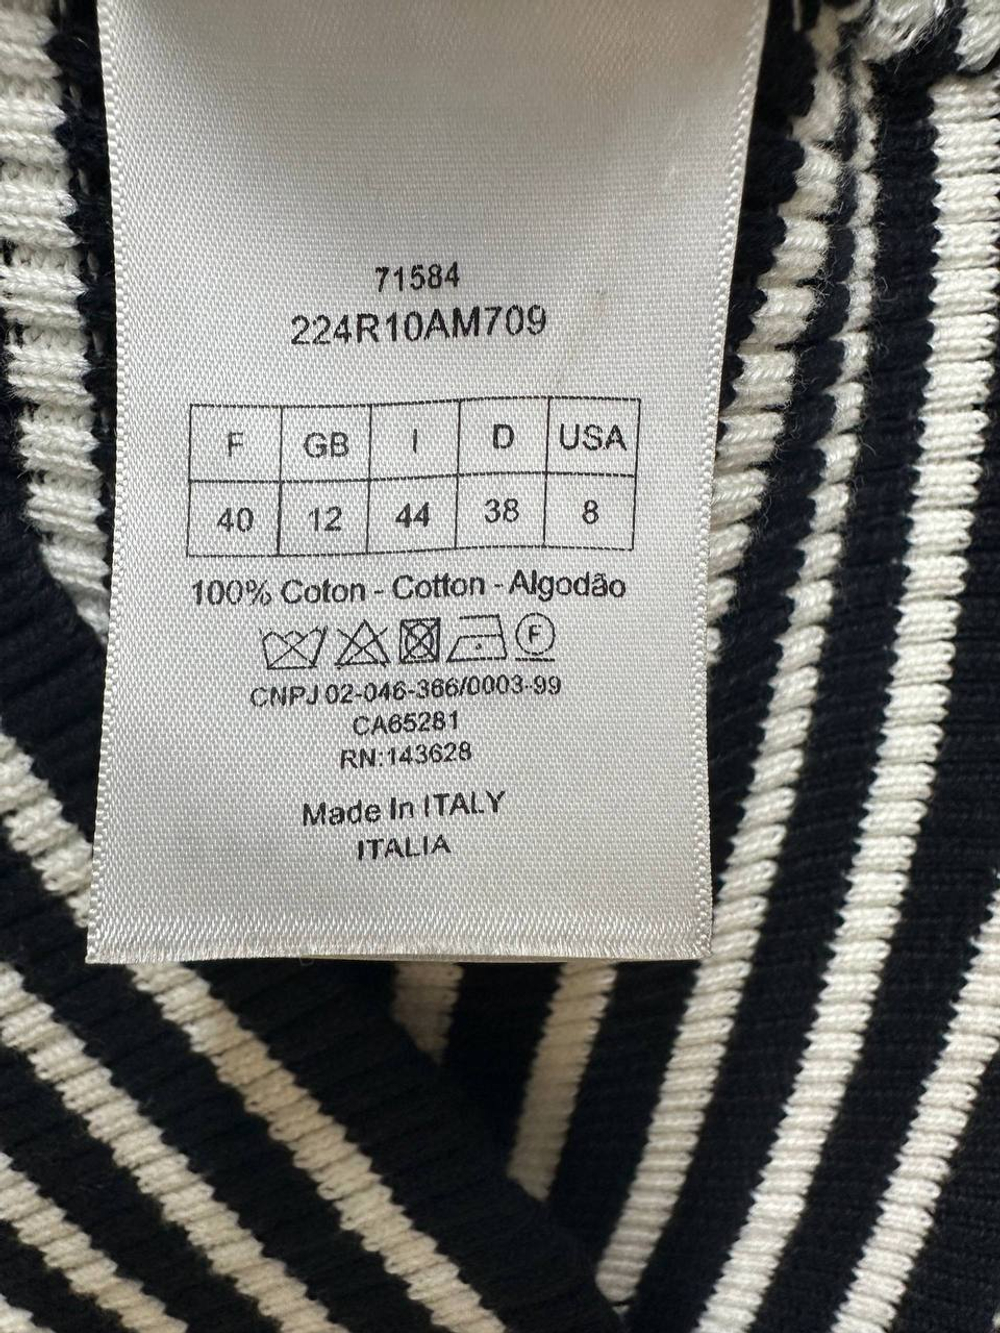 71584
224R10AM709
F GB I D USA
40 12 44 38 8
100% Coton - Cotton - Algodão
F
CNPJ 02-046-366/0003-99
CA65281
RN:143628
Made In ITALY
ITALIA